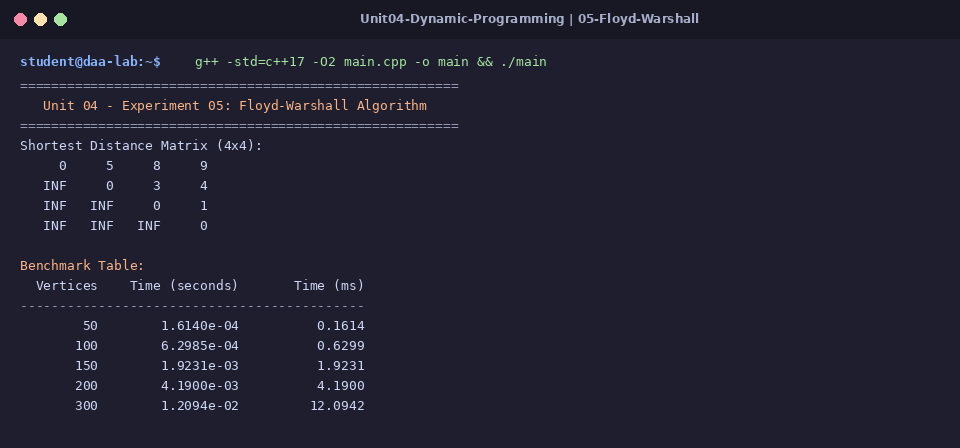 Unit04-Dynamic-Programming | 05-Floyd-Warshall
student@daa-lab:~$ g++ -std=c++17 -O2 main.cpp -o main && ./main
========================================================
   Unit 04 - Experiment 05: Floyd-Warshall Algorithm
========================================================
Shortest Distance Matrix (4x4):
     0     5     8     9
   INF     0     3     4
   INF   INF     0     1
   INF   INF   INF     0
Benchmark Table:
  Vertices    Time (seconds)       Time (ms)
--------------------------------------------
        50        1.6140e-04          0.1614
       100        6.2985e-04          0.6299
       150        1.9231e-03          1.9231
       200        4.1900e-03          4.1900
       300        1.2094e-02         12.0942